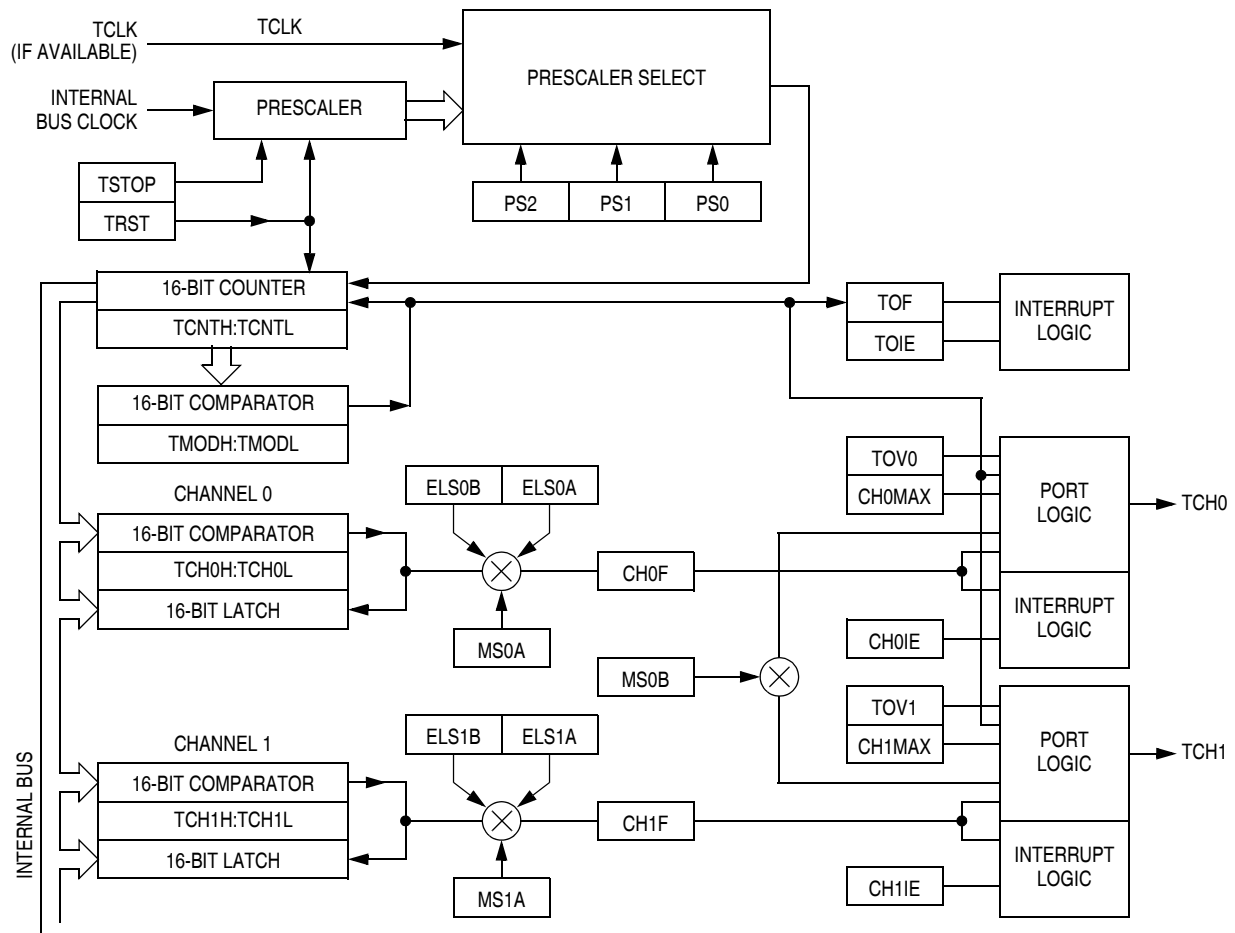 TCLK
(IF AVAILABLE)
TCLK
PRESCALER SELECT
INTERNAL
BUS CLOCK
PRESCALER
TSTOP
TRST
PS2
PS1
PS0
16-BIT COUNTER
TCNTH:TCNTL
TOF
TOIE
INTERRUPT
LOGIC
16-BIT COMPARATOR
TMODH:TMODL
CHANNEL 0
ELS0B
ELS0A
TOV0
CH0MAX
PORT
LOGIC
TCH0
16-BIT COMPARATOR
TCH0H:TCH0L
16-BIT LATCH
CH0F
MS0A
INTERRUPT
LOGIC
CH0IE
MS0B
CHANNEL 1
ELS1B
ELS1A
TOV1
CH1MAX
PORT
LOGIC
TCH1
16-BIT COMPARATOR
TCH1H:TCH1L
16-BIT LATCH
CH1F
MS1A
INTERRUPT
LOGIC
CH1IE
INTERNAL BUS